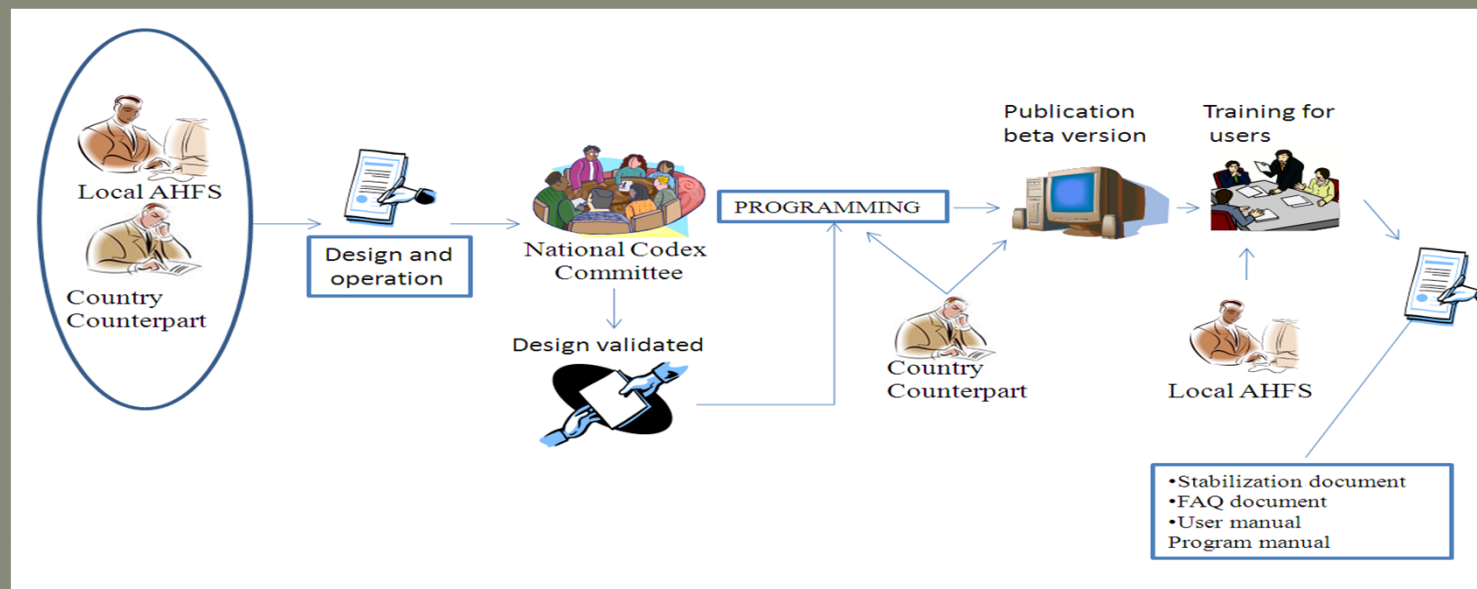 Local AHFS
Country
Counterpart
Design and
operation
National Codex
Committee
Design validated
PROGRAMMING
Country
Counterpart
Publication
beta version
Training for
users
Local AHFS
•Stabilization document
•FAQ document
•User manual
Program manual